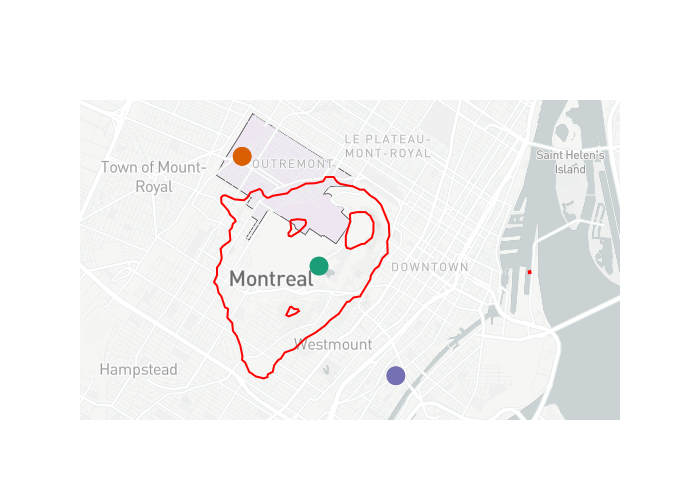 LE PLATEAU-
MONT-ROYAL
OUTREMONT
Saint Helen's
Island
Town of Mount-
Royal
DOWNTOWN
Montreal
Westmount
Hampstead